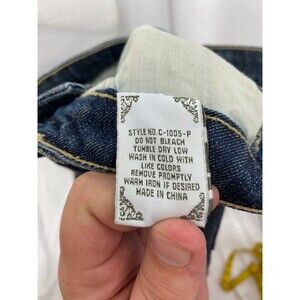 STYLE NO.C-1005-P
DO NOT BLEACH
TUMBLE DRY LOW
WASH IN COLD WITH
LIKE COLORS
REMOVE PROMPTLY
WARM IRON IF DESIRED
MADE IN CHINA